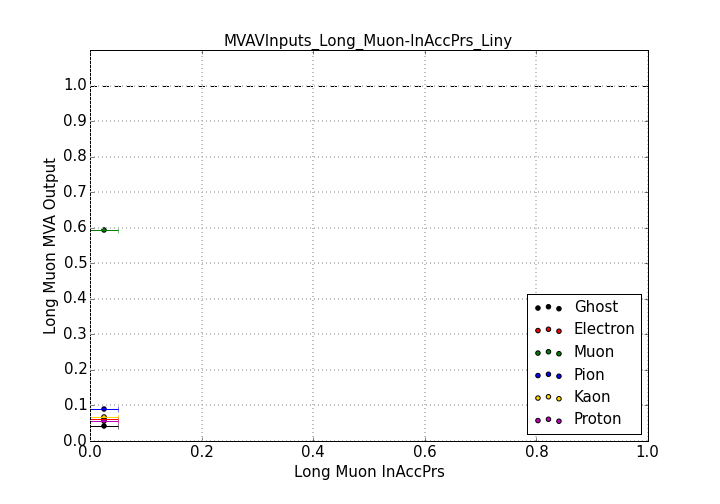 MVAVInputs_Long_Muon-InAccPrs_Liny
Long Muon MVA Output
1.0
0.9
0.8
0.7
0.6
0.5
0.4
0.3
0.2
0.1
0.0
Ghost
Electron
Muon
Pion
Kaon
Proton
0.0 0.2 0.4 0.6 0.8 1.0
Long Muon InAccPrs